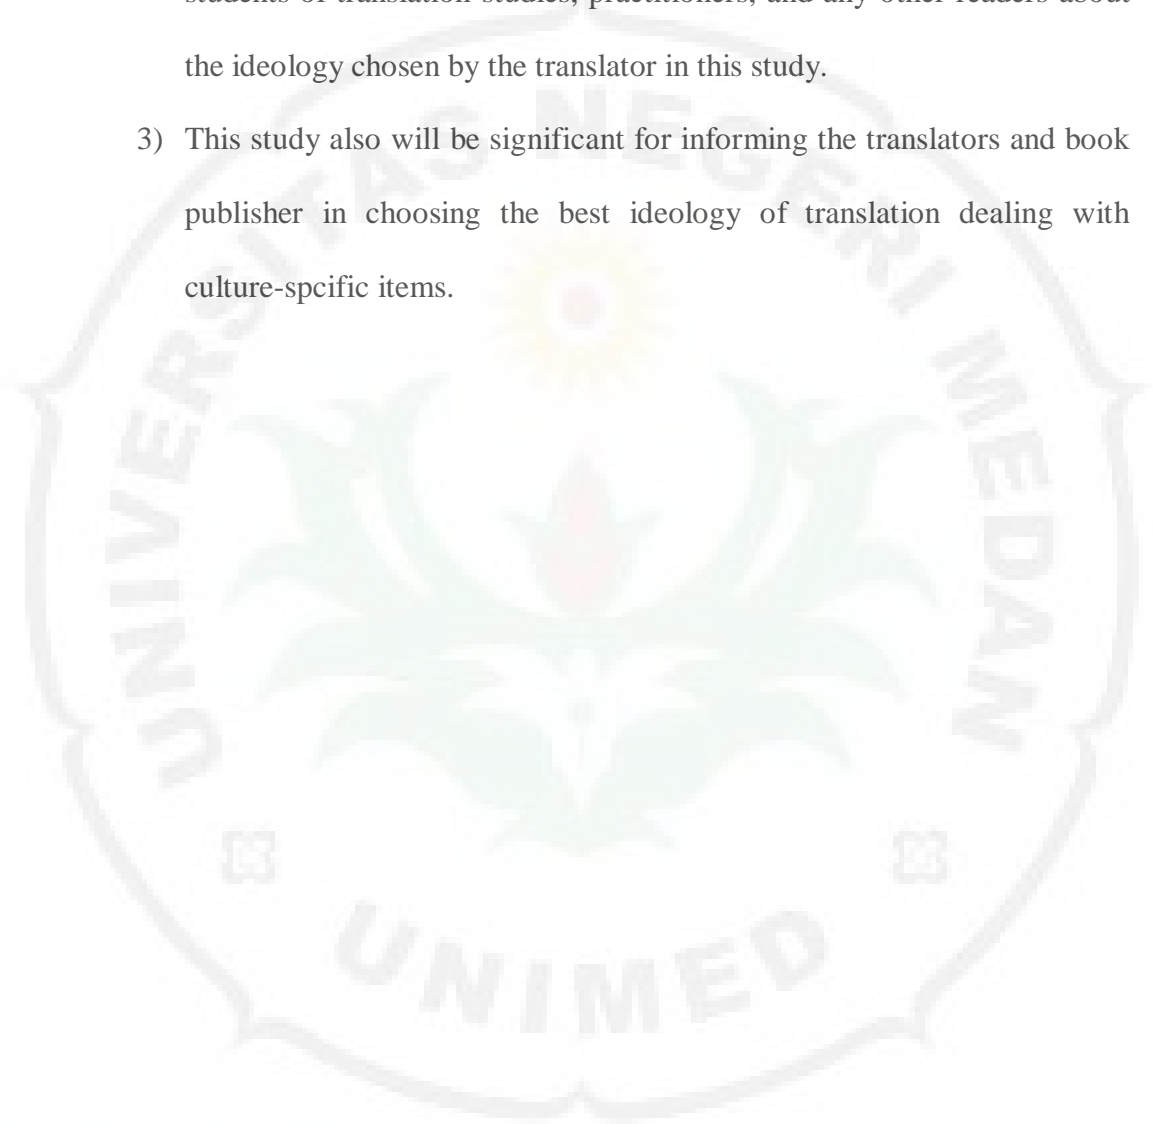 students of translation studies, practitioners, and any other readers about
the ideology chosen by the translator in this study.
3) This study also will be significant for informing the translators and book
publisher in choosing the best ideology of translation dealing with
culture-spcific items.
UNIVERSITAS NEGERI MEDAN
UNIMED